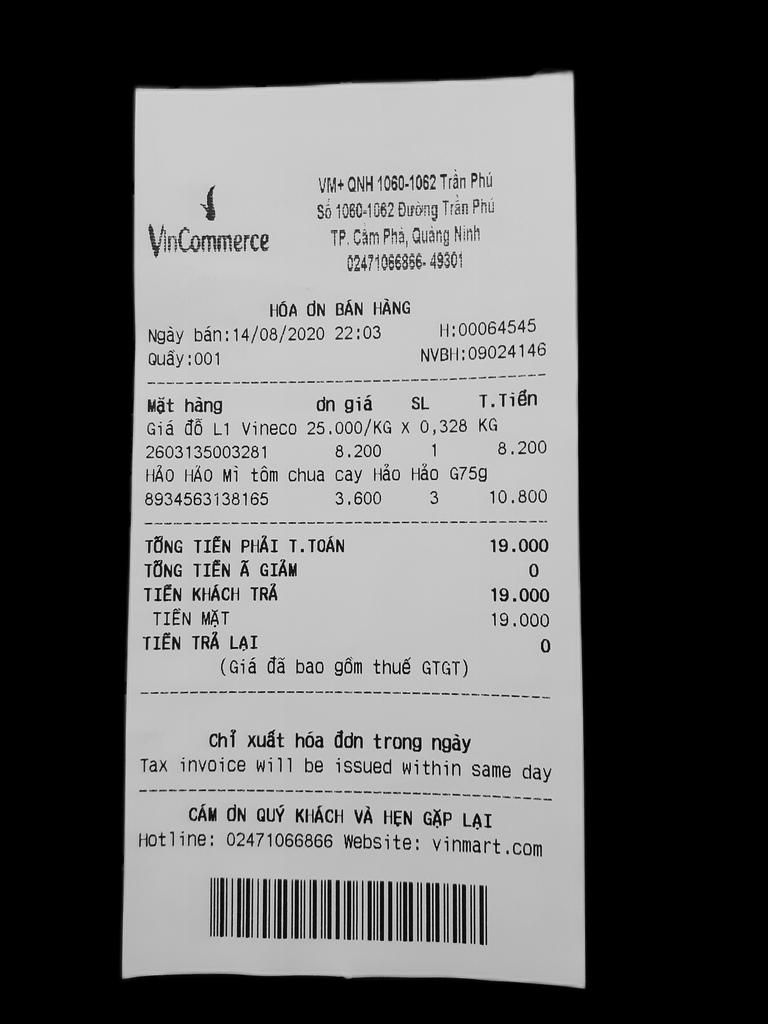 VinCommerce
VM+ QNH 1060-1062 Trần Phú
Số 1060-1062 Đường Trần Phú
TP. Cẩm Phả, Quảng Ninh
02471066866- 49301
HÓA ƠN BÁN HÀNG
Ngày bán:14/08/2020 22:03 H:00064545
Quầy:001 NVBH:09024146
Mặt hàng ơn giá SL T.Tiền
Giá đỗ L1 Vineco 25.000/KG X 0,328 KG
2603135003281 8.200 1 8.200
HẢO HẢO Mì tôm chua cay Hảo Hảo G75g
8934563138165 3.600 3 10.800
TỔNG TIỀN PHẢI T.TOÁN 19.000
TỔNG TIỀN Ã GIẢM 0
TIỀN KHÁCH TRẢ 19.000
TIỀN MẶT 19.000
TIỀN TRẢ LẠI 0
(Giá đã bao gồm thuế GTGT)
Chỉ xuất hóa đơn trong ngày
Tax invoice will be issued within same day
CÁM ƠN QUÝ KHÁCH VÀ HẸN GẶP LẠI
Hotline: 02471066866 Website: vinmart.com